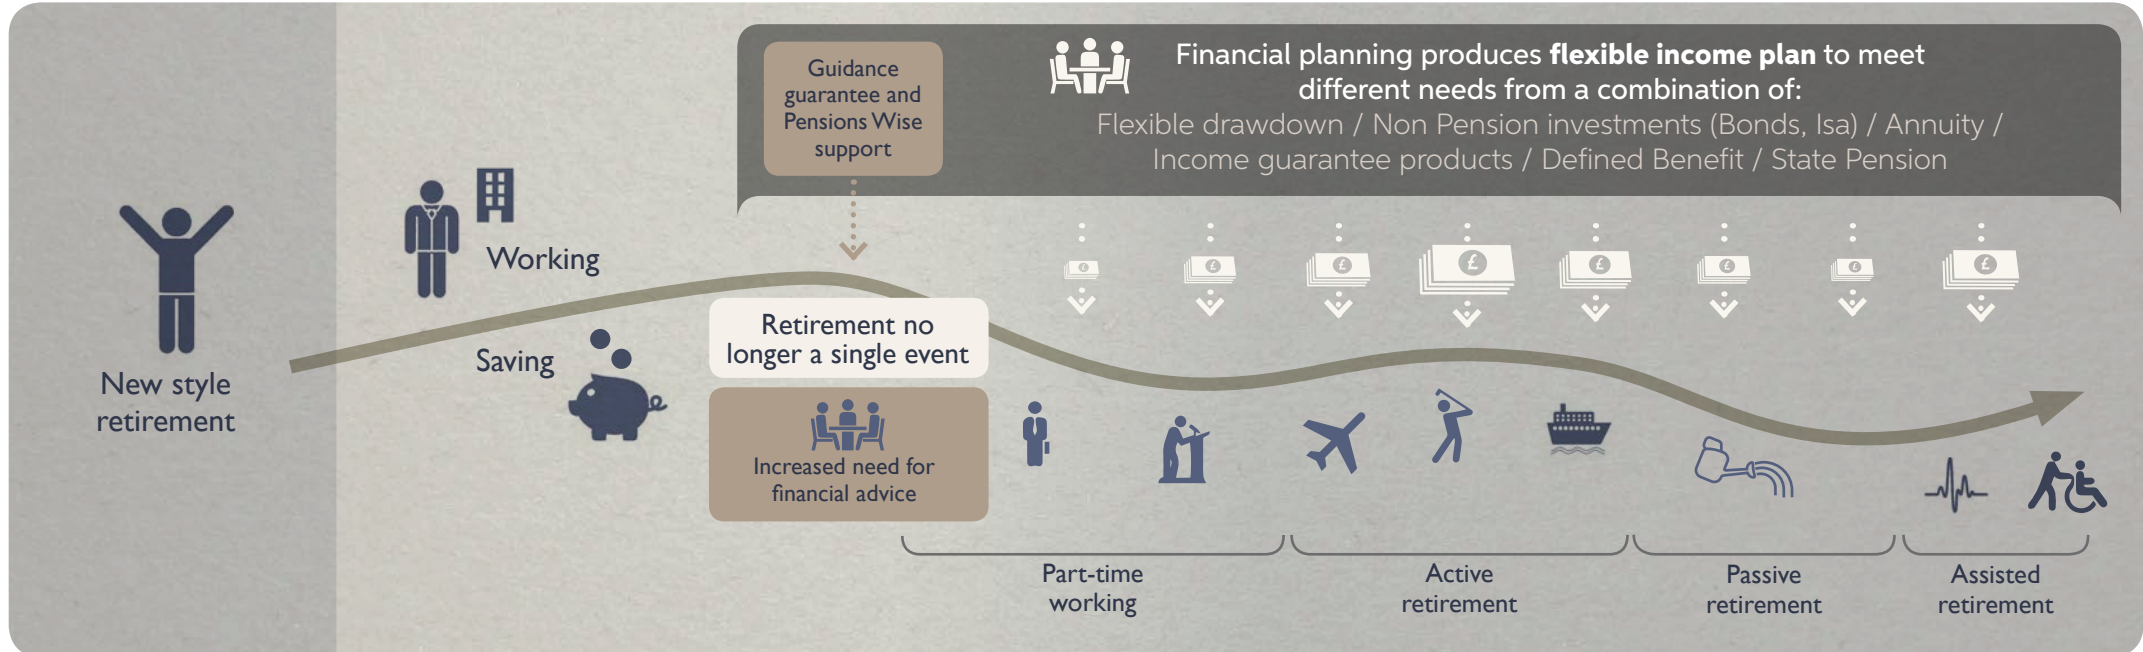 New style
retirement
Working
Saving
Guidance
guarantee and
Pensions Wise
support
Retirement no
longer a single event
Increased need for
financial advice
Financial planning produces flexible income plan to meet
different needs from a combination of:
Flexible drawdown / Non Pension investments (Bonds, Isa) / Annuity /
Income guarantee products / Defined Benefit / State Pension
£
£
£
£
£
£
£
£
Part-time
working
Active
retirement
Passive
retirement
Assisted
retirement